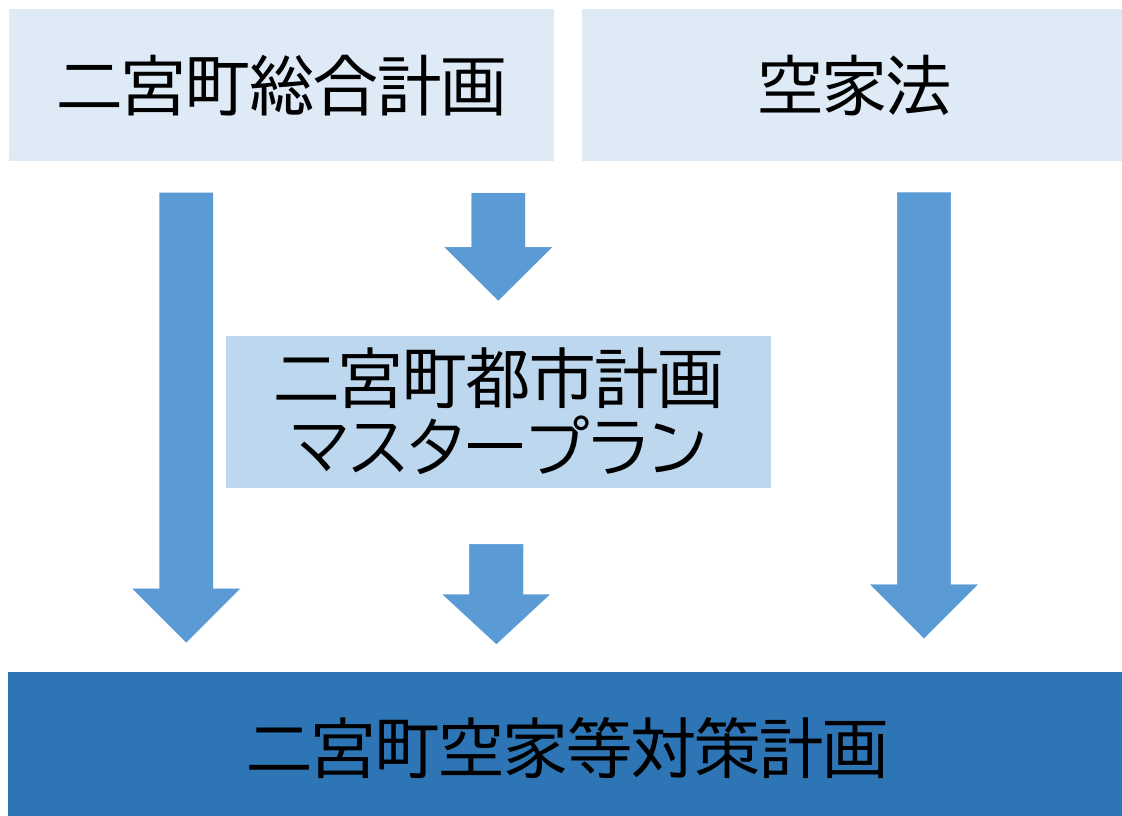 二宮町総合計画
空家法
二宮町都市計画
マスタープラン
二宮町空家等対策計画